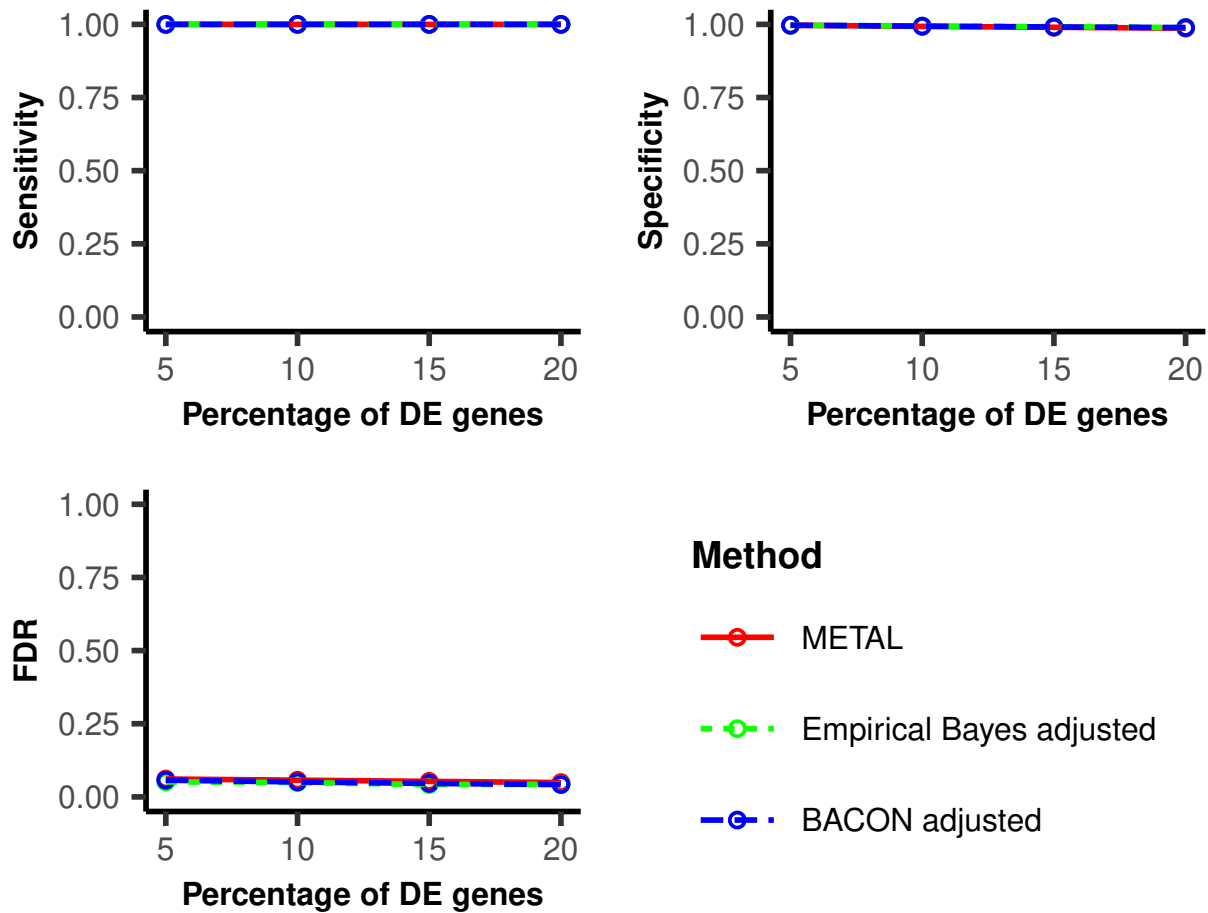 Sensitivity
1.00
0.75
0.50
0.25
0.00
5 10 15 20
Percentage of DE genes
Specificity
1.00
0.75
0.50
0.25
0.00
5 10 15 20
Percentage of DE genes
FDR
1.00
0.75
0.50
0.25
0.00
5 10 15 20
Percentage of DE genes
Method
METAL
Empirical Bayes adjusted
BACON adjusted